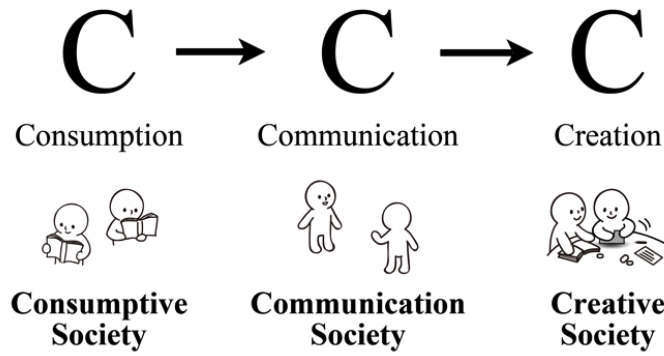 C C C
Consumption Communication Creation
Consumptive Communication Creative
Society Society Society